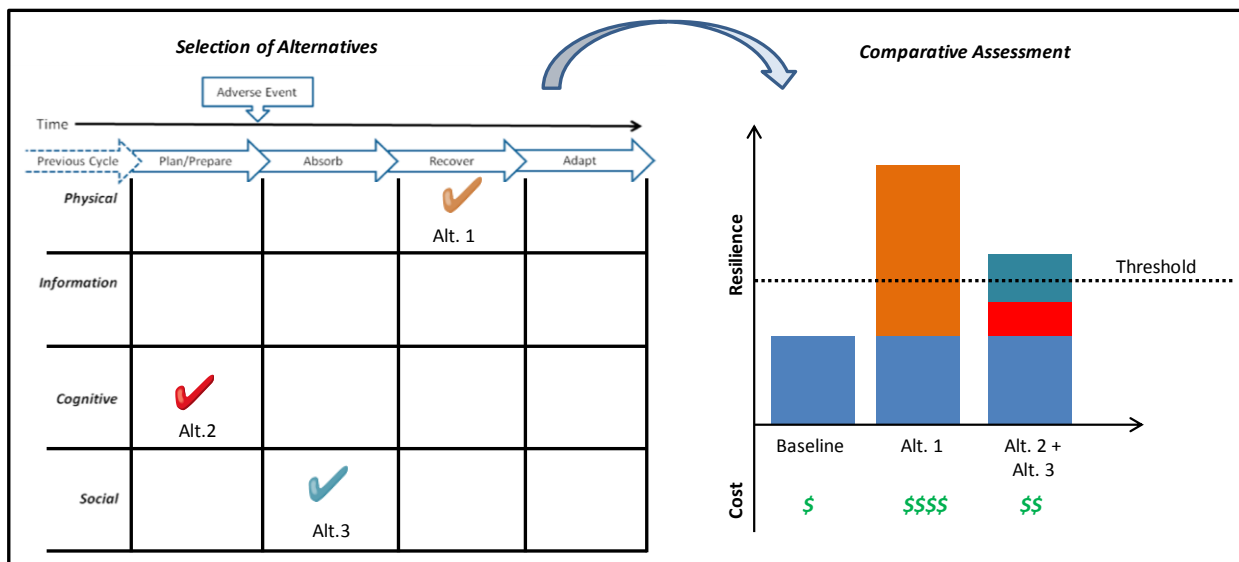 Selection of Alternatives
Adverse Event
Time
Previous Cycle
Plan/Prepare
Absorb
Recover
Adapt
Physical
Alt. 1
Information
Cognitive
Alt.2
Social
Alt.3
Comparative Assessment
Resilience
Threshold
Baseline
Alt. 1
Alt. 2 +
Alt. 3
Cost
$
$$$$
$$